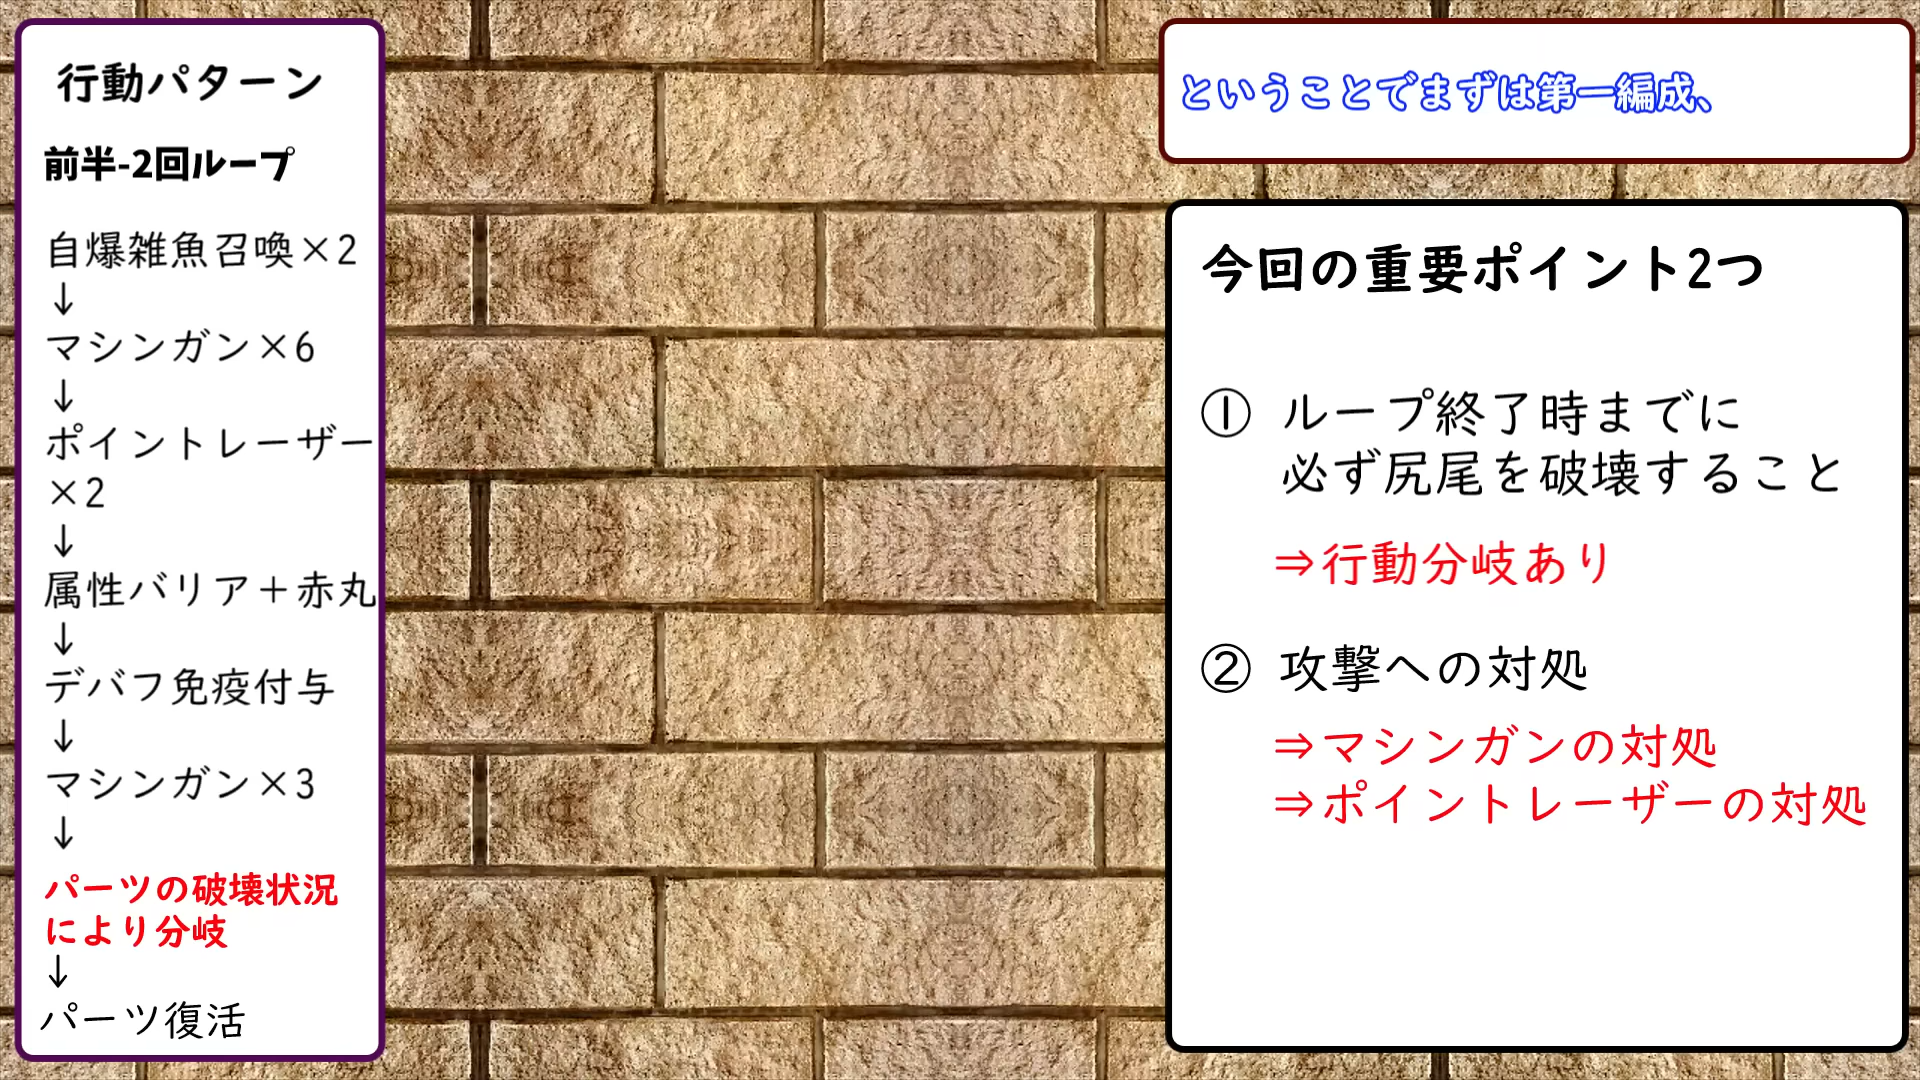 行動パターン
前半-2回ループ
自爆雑魚召喚×2
↓
マシンガン×6
↓
ポイントレーザー
×2
↓
属性バリア＋赤丸
↓
デバフ免疫付与
↓
マシンガン×3
↓
パーツの破壊状況
により分岐
↓
パーツ復活
ということでまずは第一編成、
今回の重要ポイント2つ
① ループ終了時までに
必ず尻尾を破壊すること
⇒行動分岐あり
② 攻撃への対処
⇒マシンガンの対処
⇒ポイントレーザーの対処